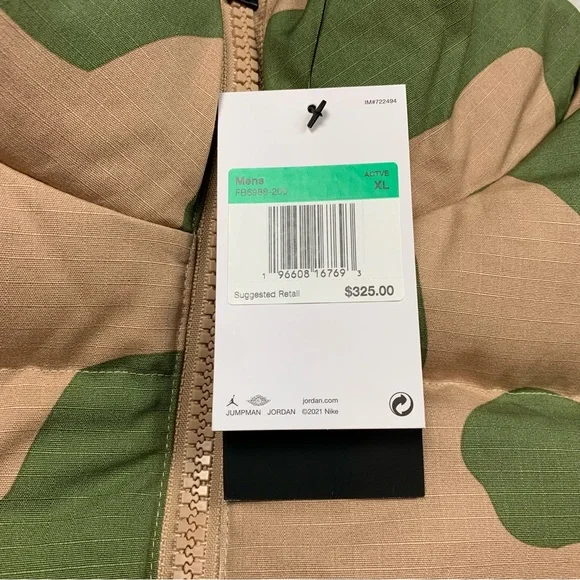 IM#722494
Mens ACTVE
FB5986-200 XL
1 96608 16769 3
Suggested Retail $325.00
jordan.com
JUMPMAN JORDAN ©2021 Nike